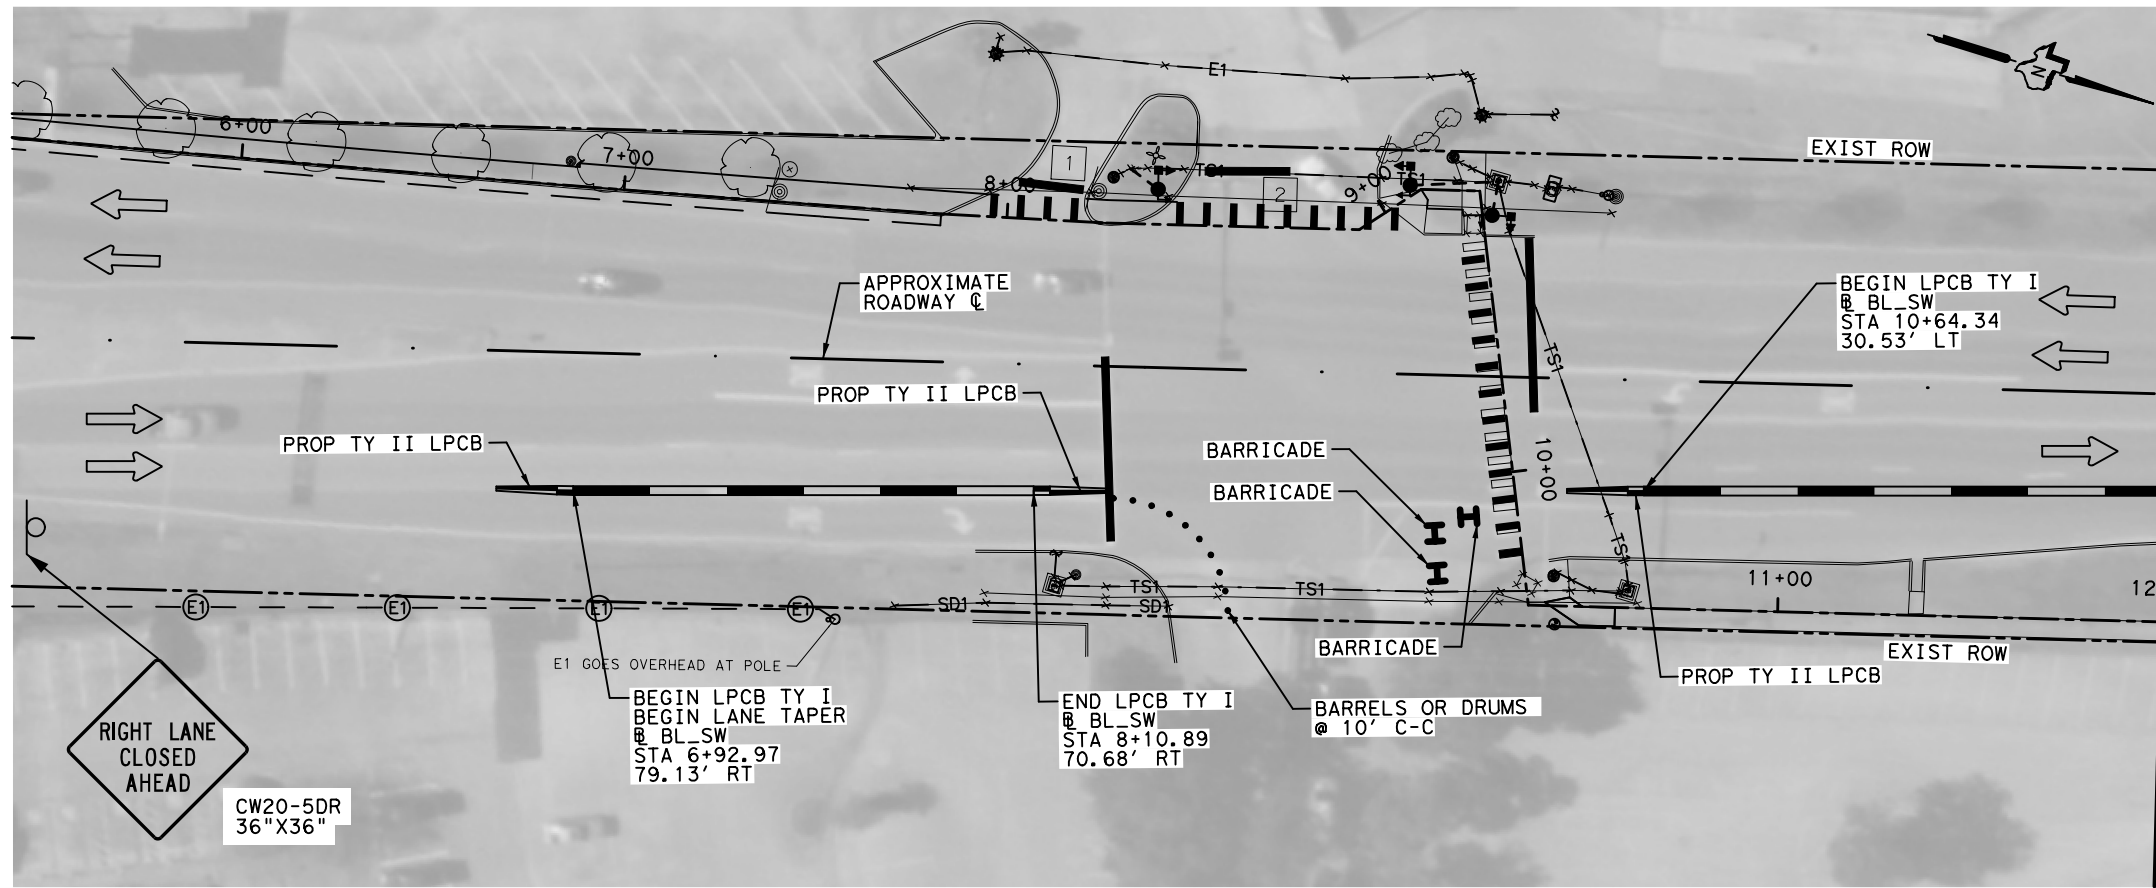 E1
N
6+00
7+00
EXIST ROW
1
8+00
TS1
2
9+00
TS1
APPROXIMATE
ROADWAY ℄
BEGIN LPCB TY I
BL BL_SW
STA 10+64.34
30.53' LT
TS1
PROP TY II LPCB
PROP TY II LPCB
BARRICADE
BARRICADE
10+00
TS1
E1
E1
E1
E1
SD1
TS1
SD1
TS1
11+00
12
E1 GOES OVERHEAD AT POLE
BARRICADE
EXIST ROW
PROP TY II LPCB
BEGIN LPCB TY I
BEGIN LANE TAPER
BL BL_SW
STA 6+92.97
79.13' RT
END LPCB TY I
BL BL_SW
STA 8+10.89
70.68' RT
BARRELS OR DRUMS
@ 10' C-C
RIGHT LANE
CLOSED
AHEAD
CW20-5DR
36"X36"